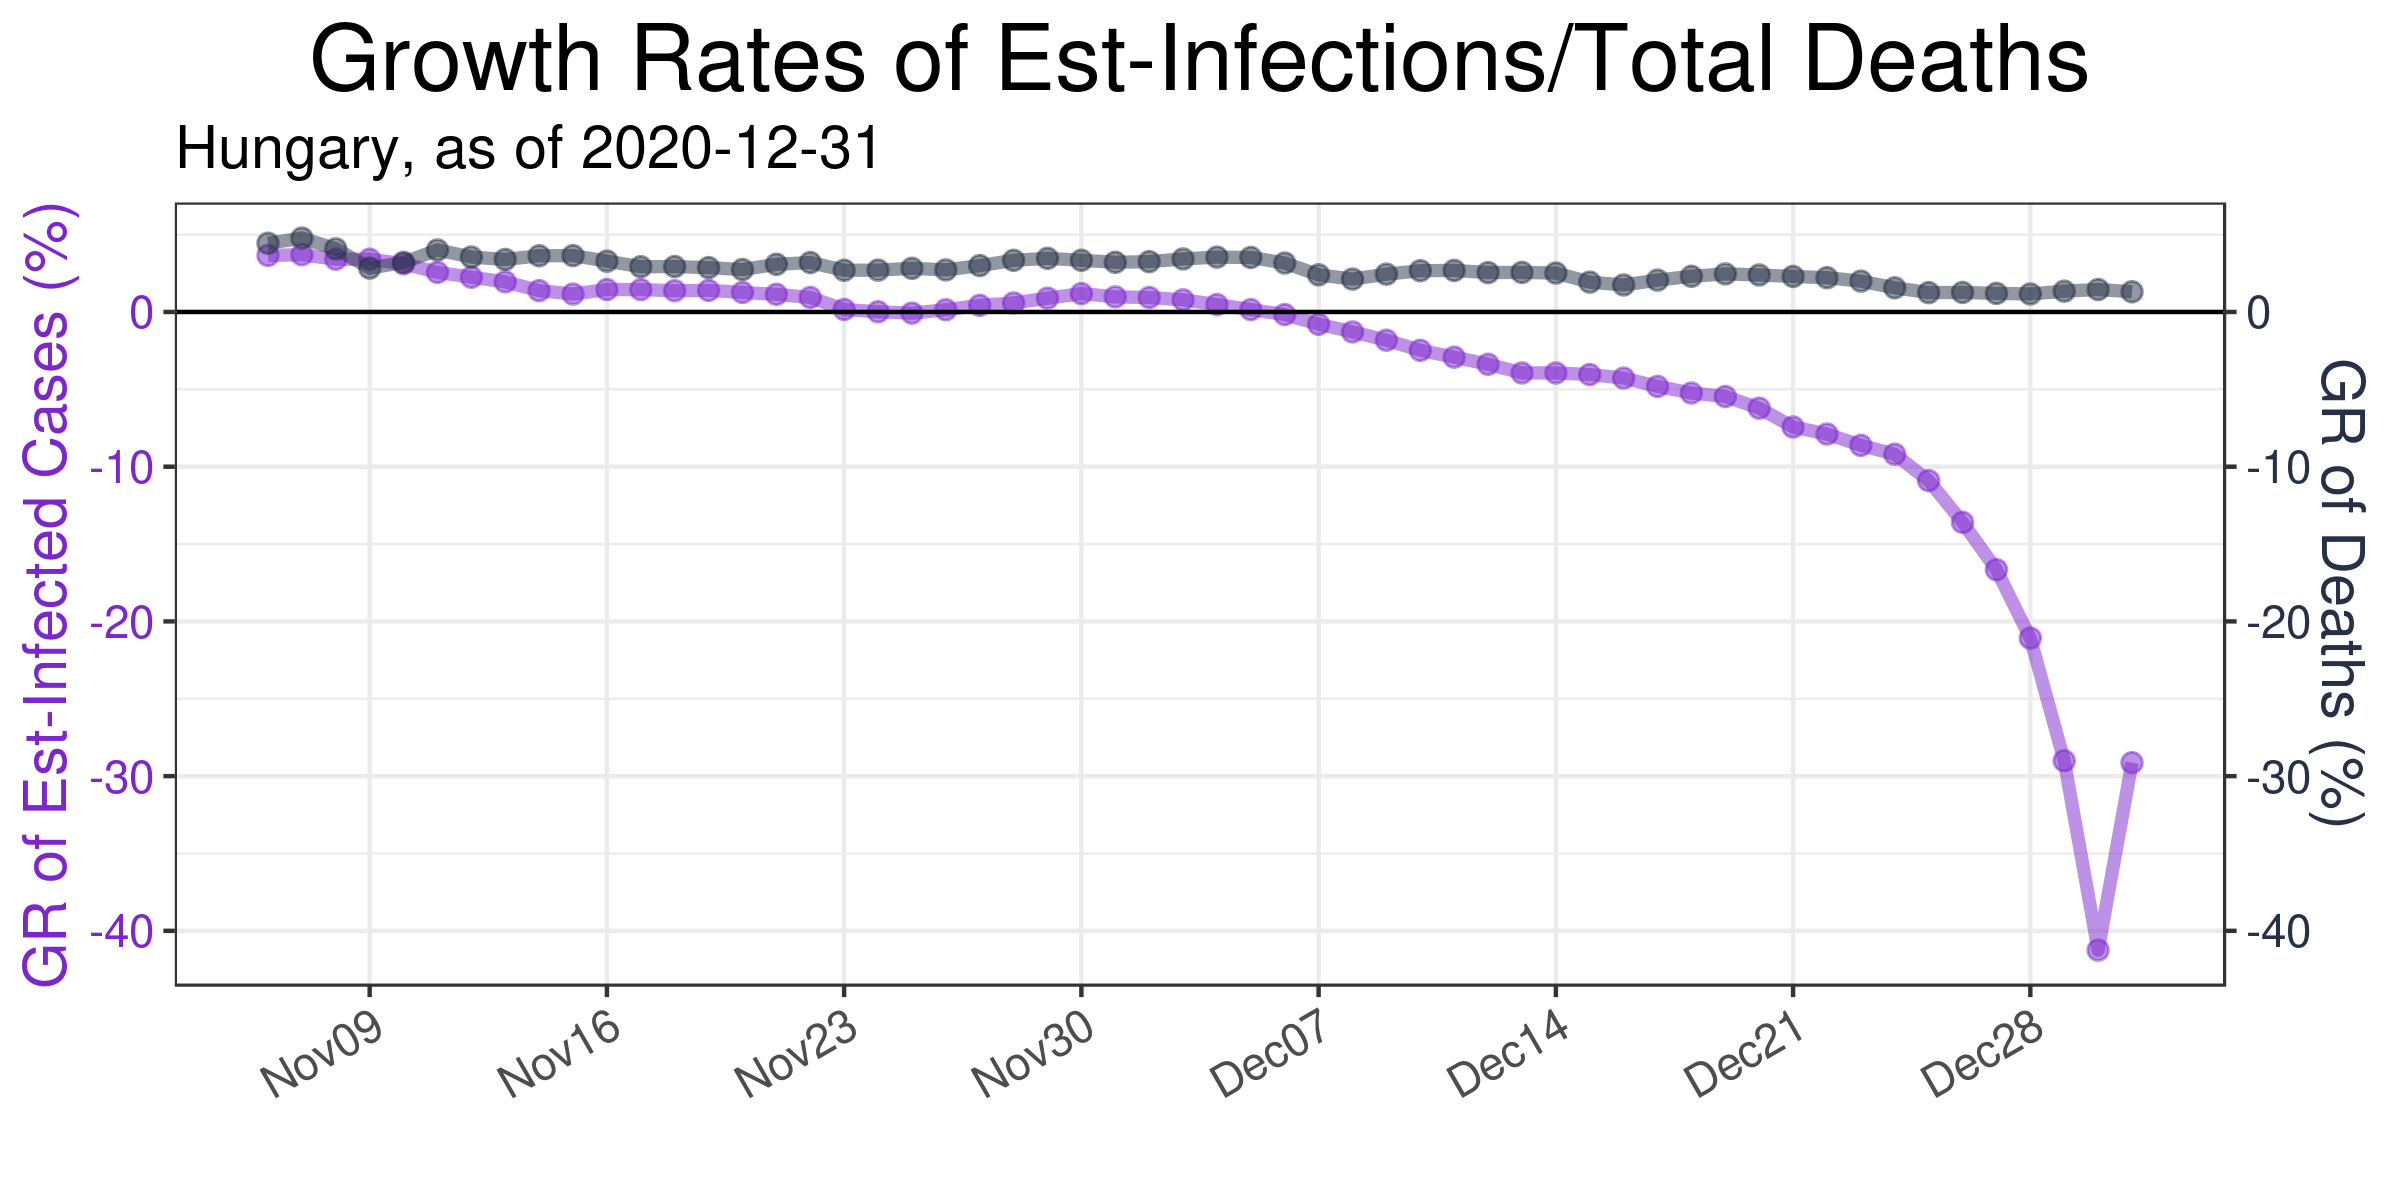 Growth Rates of Est-Infections/Total Deaths
Hungary, as of 2020-12-31
GR of Est-Infected Cases (%)
0
-10
-20
-30
-40
0
-10
-20
-30
-40
GR of Deaths (%)
Nov09
Nov16
Nov23
Nov30
Dec07
Dec14
Dec21
Dec28